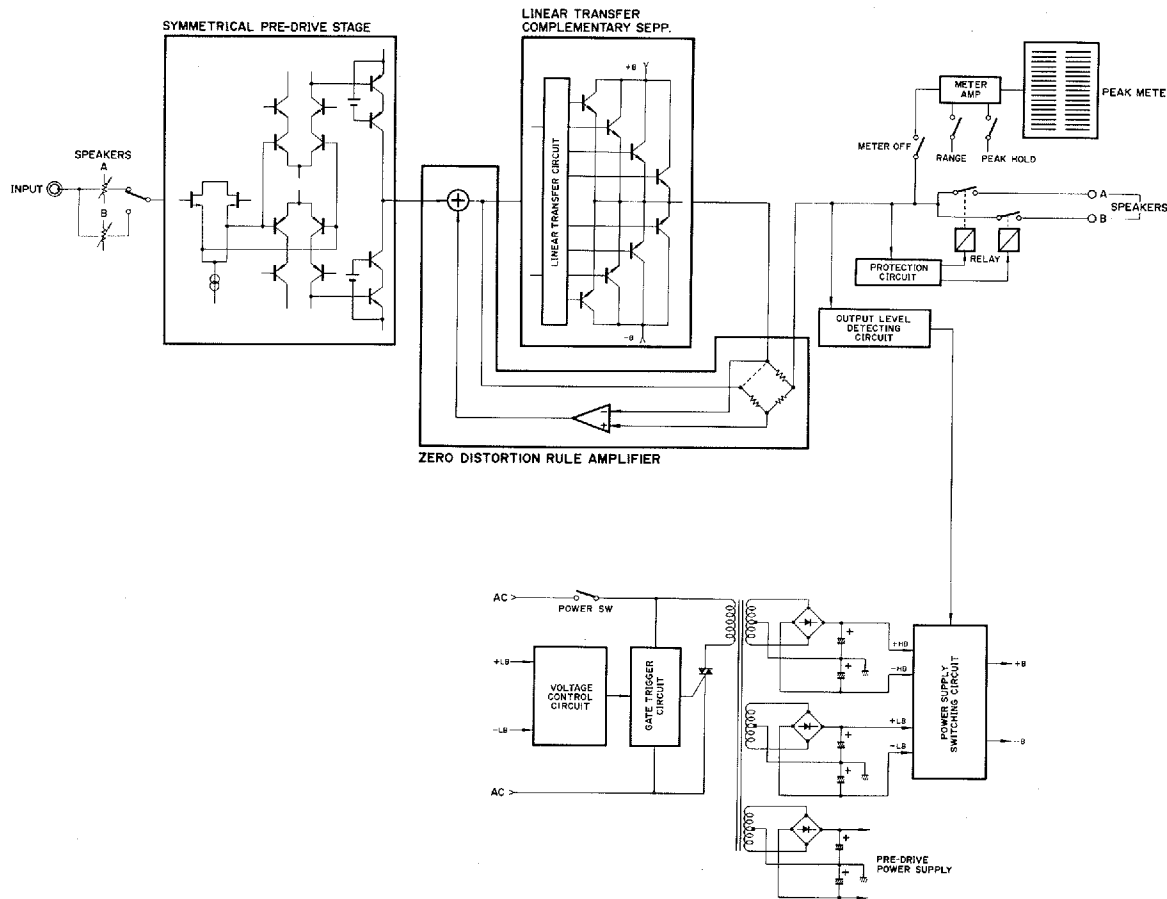 SYMMETRICAL PRE-DRIVE STAGE
LINEAR TRANSFER
COMPLEMENTARY SEPP.
+B
LINEAR TRANSFER CIRCUIT
-B
SPEAKERS
A
INPUT
B
METER
AMP
PEAK METE
METER OFF
RANGE
PEAK HOLD
A
SPEAKERS
B
RELAY
PROTECTION
CIRCUIT
OUTPUT LEVEL
DETECTING
CIRCUIT
+
-
+
ZERO DISTORTION RULE AMPLIFIER
AC
POWER SW
+LB
-LB
VOLTAGE
CONTROL
CIRCUIT
GATE TRIGGER
CIRCUIT
AC
+
+
+HB
-HB
+
+
+LB
-LB
POWER SUPPLY
SWITCHING CIRCUIT
+B
-B
+
+
PRE-DRIVE
POWER SUPPLY